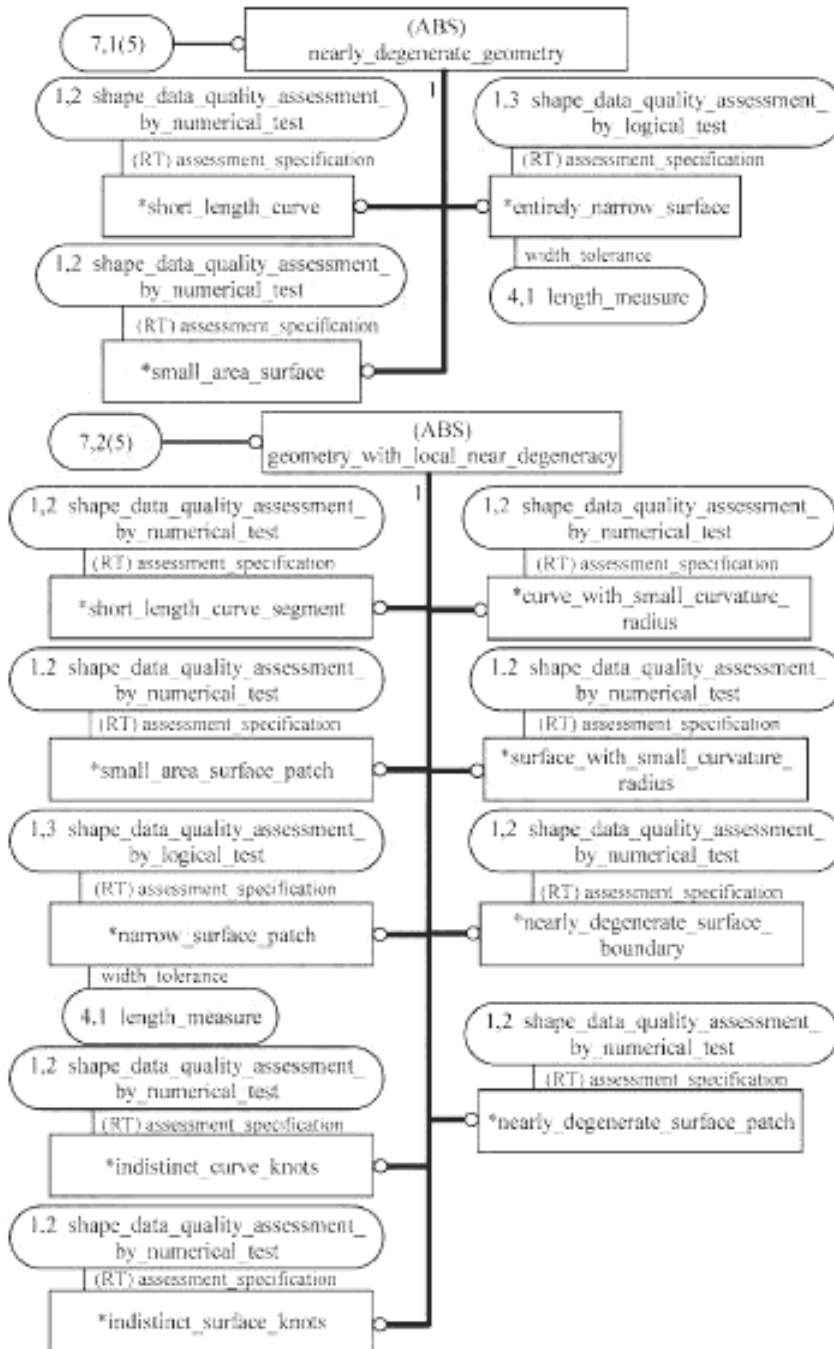 (ABS)
7,1(5)
nearly_degenerate_geometry
1
1,2 shape_data_quality_assessment_
by_numerical_test
(RT) assessment_specification
*short_length_curve
1,3 shape_data_quality_assessment_
by_logical_test
(RT) assessment_specification
*entirely_narrow_surface
width_tolerance
4,1 length_measure
1,2 shape_data_quality_assessment_
by_numerical_test
(RT) assessment_specification
*small_area_surface
(ABS)
7,2(5)
geometry_with_local_near_degeneracy
1
1,2 shape_data_quality_assessment_
by_numerical_test
(RT) assessment_specification
*short_length_curve_segment
1,2 shape_data_quality_assessment_
by_numerical_test
(RT) assessment_specification
*curve_with_small_curvature_
radius
1,2 shape_data_quality_assessment_
by_numerical_test
(RT) assessment_specification
*small_area_surface_patch
1,2 shape_data_quality_assessment_
by_numerical_test
(RT) assessment_specification
*surface_with_small_curvature_
radius
1,3 shape_data_quality_assessment_
by_logical_test
(RT) assessment_specification
*narrow_surface_patch
width_tolerance
4,1 length_measure
1,2 shape_data_quality_assessment_
by_numerical_test
(RT) assessment_specification
*nearly_degenerate_surface_
boundary
1,2 shape_data_quality_assessment_
by_numerical_test
(RT) assessment_specification
*indistinct_curve_knots
1,2 shape_data_quality_assessment_
by_numerical_test
(RT) assessment_specification
*nearly_degenerate_surface_patch
1,2 shape_data_quality_assessment_
by_numerical_test
(RT) assessment_specification
*indistinct_surface_knots